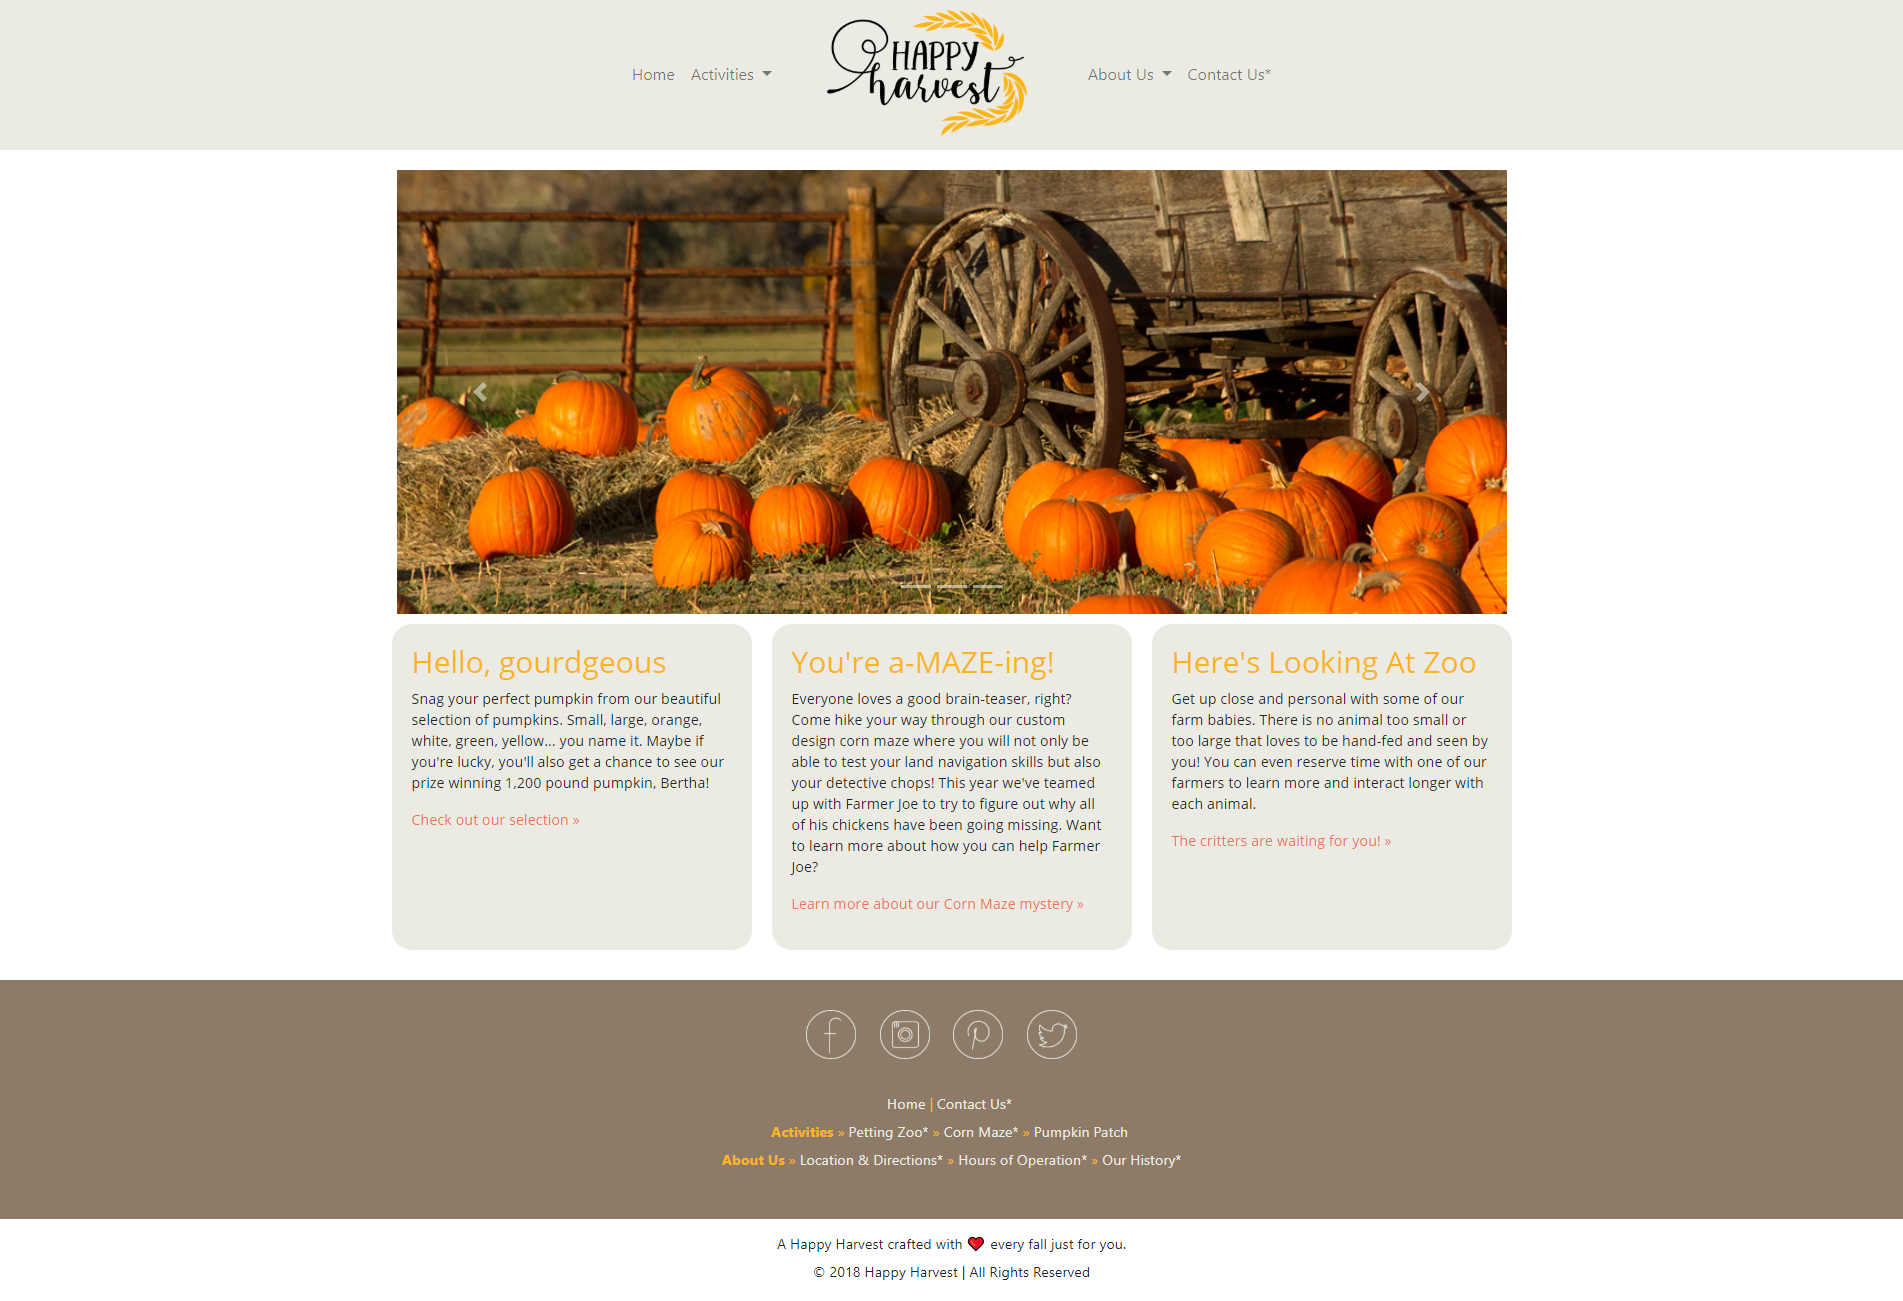 Home Activities
HAPPY
harvest
About Us Contact Us*
Hello, gourdgeous
Snag your perfect pumpkin from our beautiful
selection of pumpkins. Small, large, orange,
white, green, yellow... you name it. Maybe if
you're lucky, you'll also get a chance to see our
prize winning 1,200 pound pumpkin, Bertha!
Check out our selection »
You're a-MAZE-ing!
Everyone loves a good brain-teaser, right?
Come hike your way through our custom
design corn maze where you will not only be
able to test your land navigation skills but also
your detective chops! This year we've teamed
up with Farmer Joe to try to figure out why all
of his chickens have been going missing. Want
to learn more about how you can help Farmer
Joe?
Learn more about our Corn Maze mystery »
Here's Looking At Zoo
Get up close and personal with some of our
farm babies. There is no animal too small or
too large that loves to be hand-fed and seen by
you! You can even reserve time with one of our
farmers to learn more and interact longer with
each animal.
The critters are waiting for you! »
Home | Contact Us*
Activities » Petting Zoo* » Corn Maze* » Pumpkin Patch
About Us » Location & Directions* » Hours of Operation* » Our History*
A Happy Harvest crafted with ❤ every fall just for you.
© 2018 Happy Harvest | All Rights Reserved